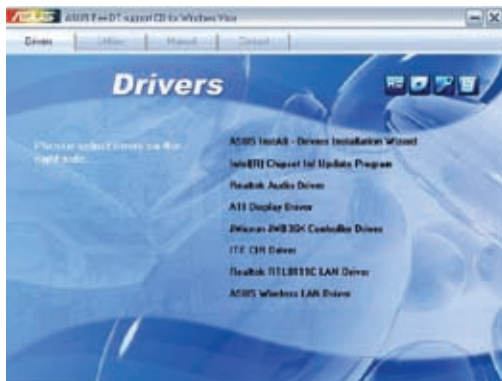 ASUS
ASUS Eee DT support CD for Windows Vista
Drivers Utilities Manual Contact
Drivers
Please select items on the
right side...
ASUS InstAll - Drivers Installation Wizard
Intel(R) Chipset Inf Update Program
Realtek Audio Driver
ATI Display Driver
JMicron Controller Driver
ITE CIR Driver
Realtek RTL8111C LAN Driver
ASUS Wireless LAN Driver